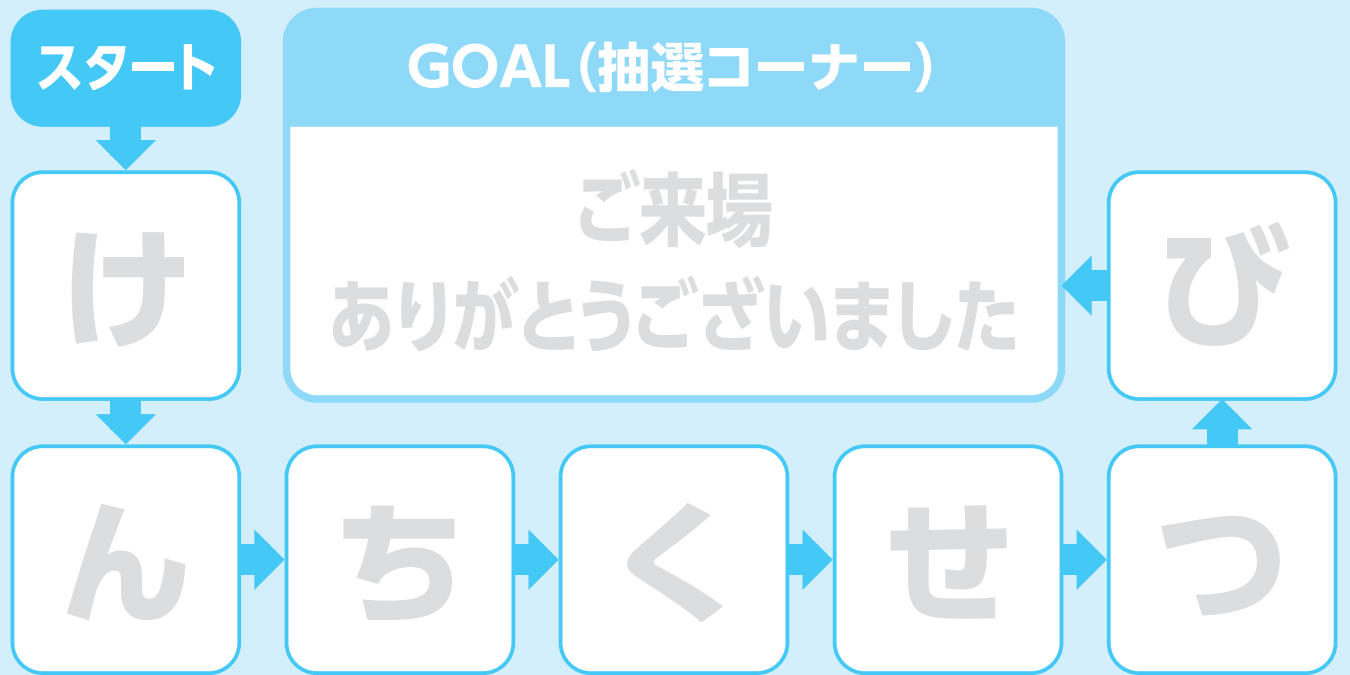 スタート
け
ん
ち
く
せ
つ
び
GOAL(抽選コーナー)
ご来場
ありがとうございました